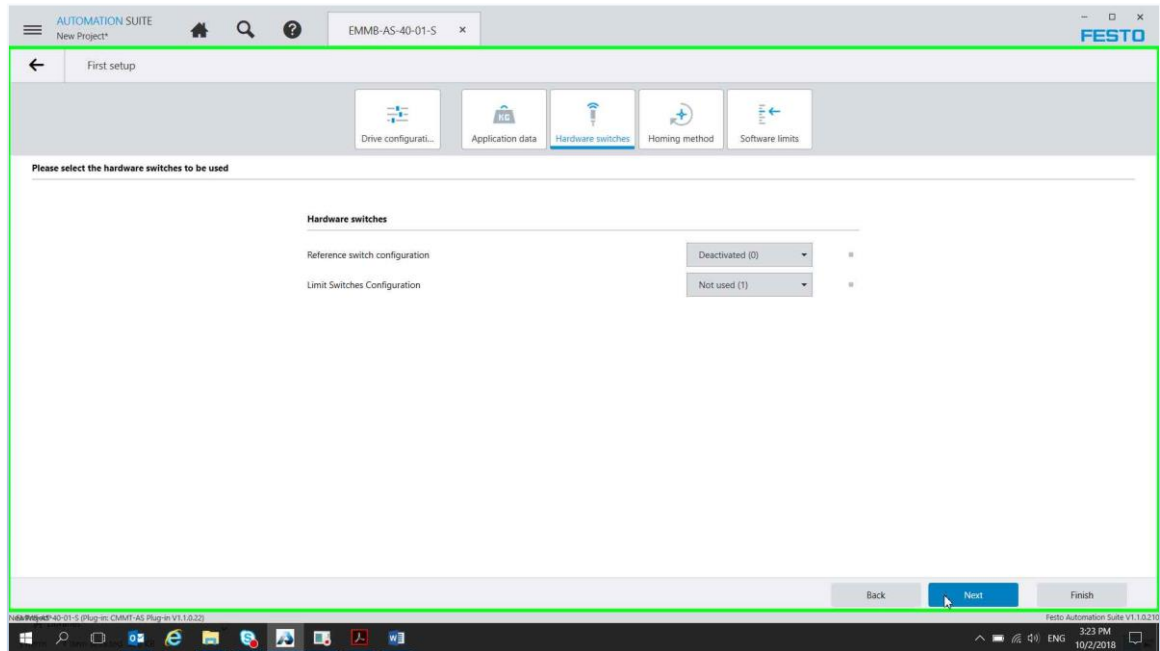 AUTOMATION SUITE
New Project*
EMMB-AS-40-01-S
FESTO
First setup
Drive configurati...
KG
Application data
Hardware switches
Homing method
Software limits
Please select the hardware switches to be used
Hardware switches
Reference switch configuration
Deactivated (0)
Limit Switches Configuration
Not used (1)
Back
Next
Finish
40-01-S (Plug-in: CMMT-AS Plug-in V1.1.0.22)
Festo Automation Suite V1.1.0.210
ENG
3:23 PM
10/2/2018